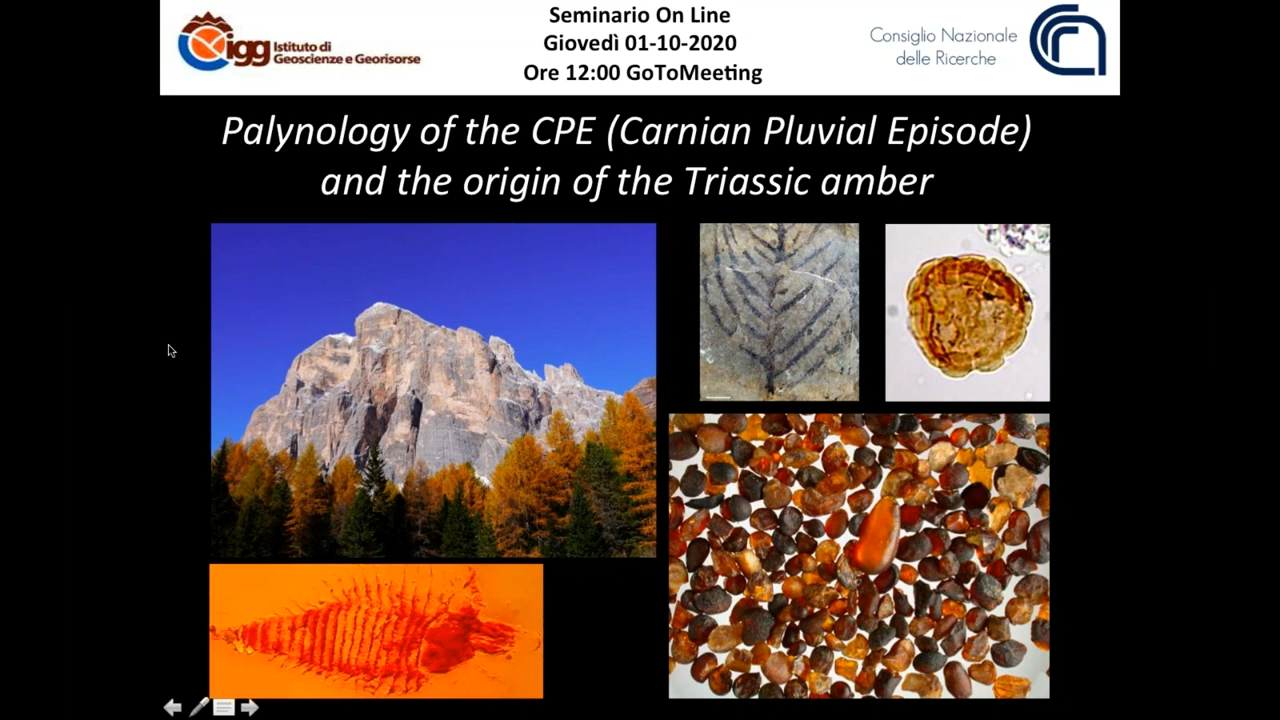 igg Istituto di
Geoscienze e Georisorse
Seminario On Line
Giovedì 01-10-2020
Ore 12:00 GoToMeeting
Consiglio Nazionale
delle Ricerche
Palynology of the CPE (Carnian Pluvial Episode)
and the origin of the Triassic amber